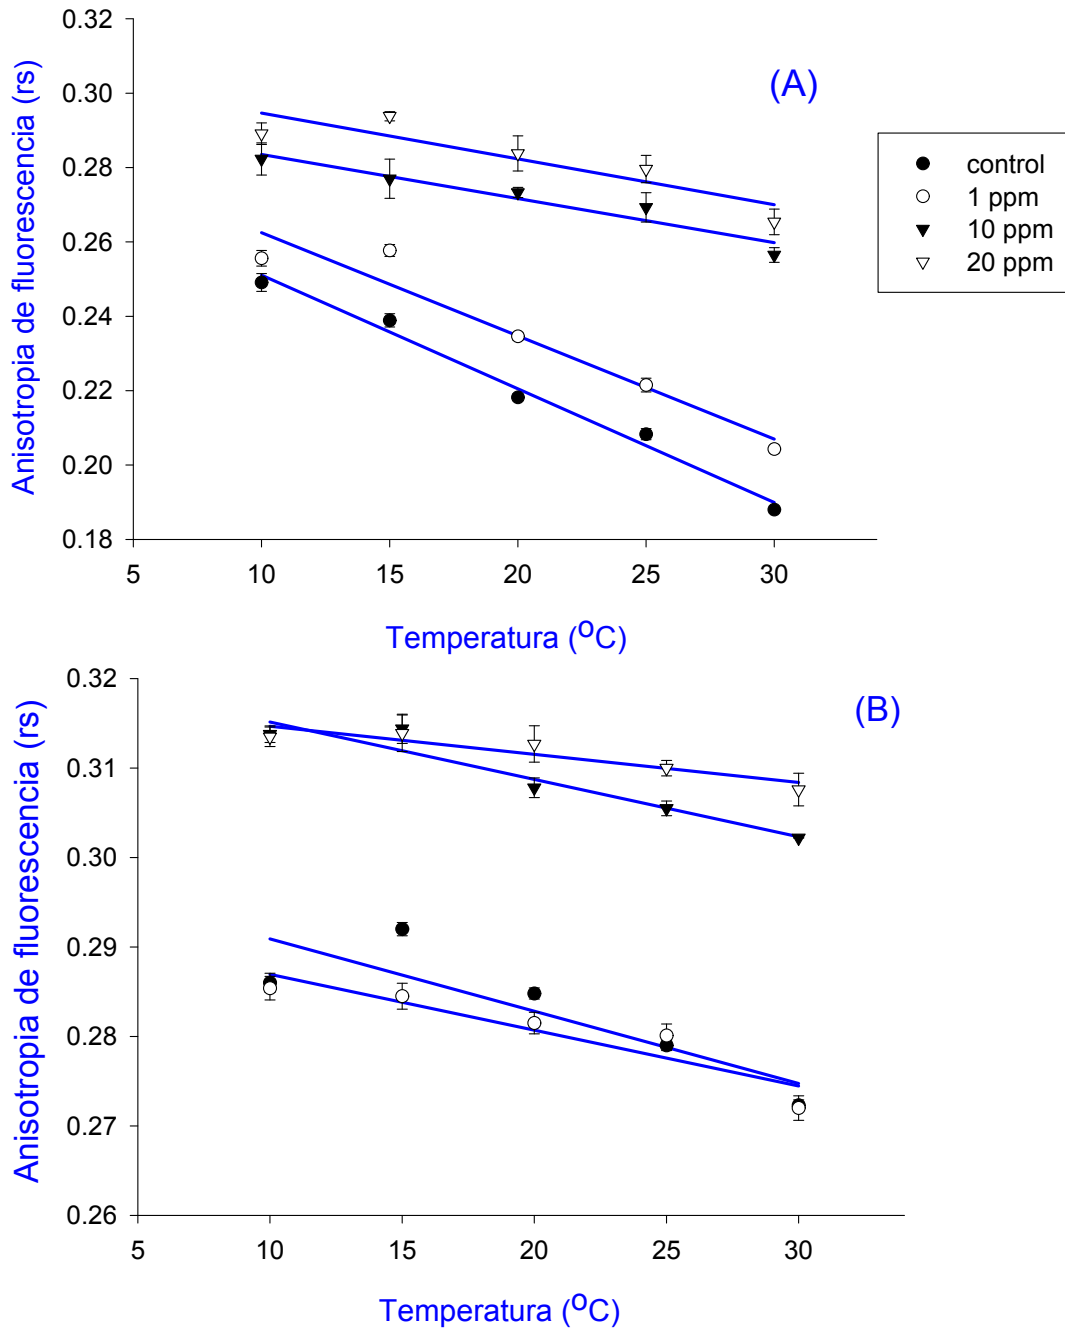 (A)
Anisotropia de fluorescencia (rs)
0.32
0.30
0.28
0.26
0.24
0.22
0.20
0.18
5 10 15 20 25 30
Temperatura (ºC)
control
1 ppm
10 ppm
20 ppm
(B)
Anisotropia de fluorescencia (rs)
0.32
0.31
0.30
0.29
0.28
0.27
0.26
5 10 15 20 25 30
Temperatura (ºC)